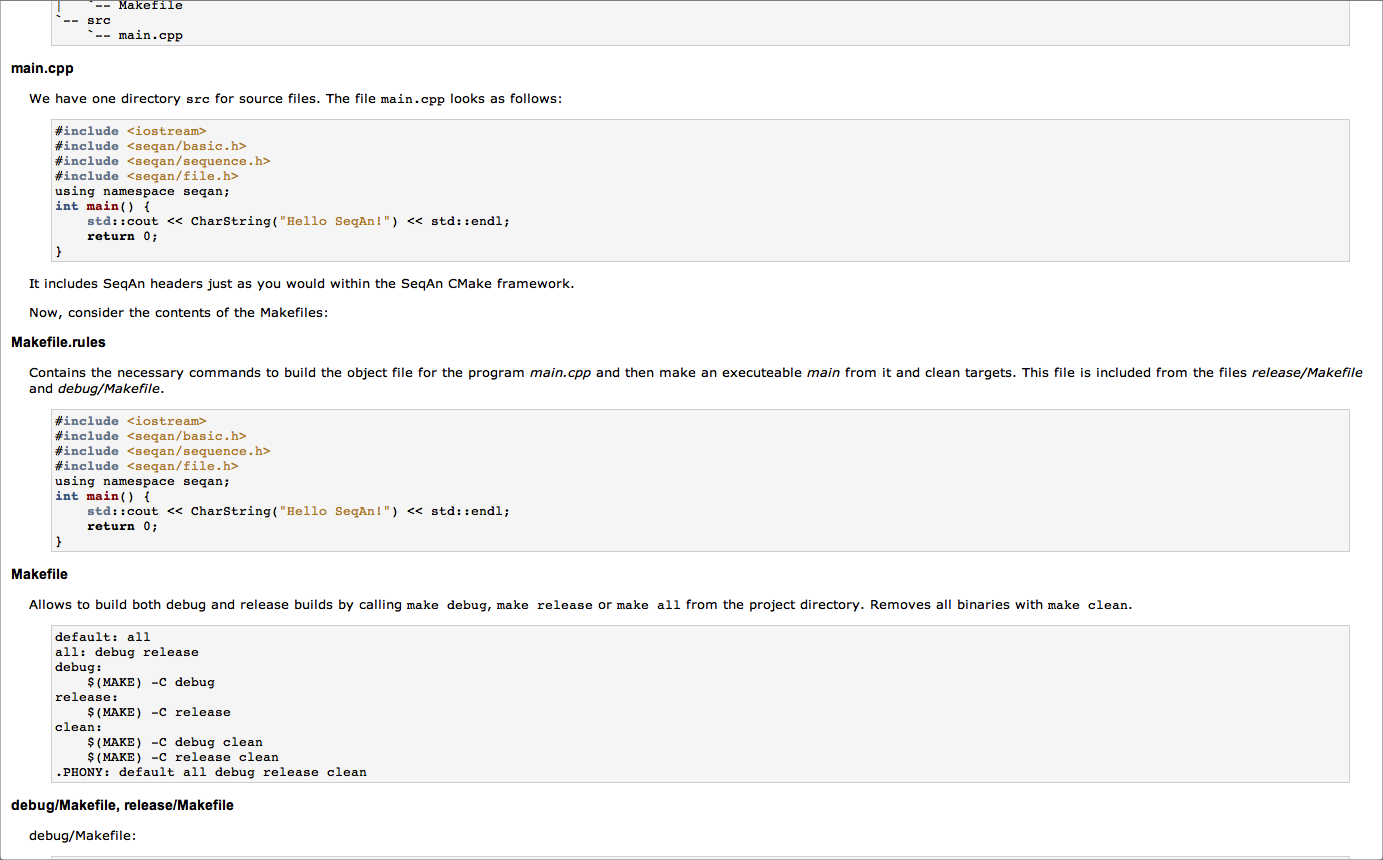 |   `-- Makefile
`-- src
    `-- main.cpp
main.cpp
We have one directory src for source files. The file main.cpp looks as follows:
#include <iostream>
#include <seqan/basic.h>
#include <seqan/sequence.h>
#include <seqan/file.h>
using namespace seqan;
int main() {
    std::cout << CharString("Hello SeqAn!") << std::endl;
    return 0;
}
It includes SeqAn headers just as you would within the SeqAn CMake framework.
Now, consider the contents of the Makefiles:
Makefile.rules
Contains the necessary commands to build the object file for the program main.cpp and then make an executeable main from it and clean targets. This file is included from the files release/Makefile
and debug/Makefile.
#include <iostream>
#include <seqan/basic.h>
#include <seqan/sequence.h>
#include <seqan/file.h>
using namespace seqan;
int main() {
    std::cout << CharString("Hello SeqAn!") << std::endl;
    return 0;
}
Makefile
Allows to build both debug and release builds by calling make debug, make release or make all from the project directory. Removes all binaries with make clean.
default: all
all: debug release
debug:
    $(MAKE) -C debug
release:
    $(MAKE) -C release
clean:
    $(MAKE) -C debug clean
    $(MAKE) -C release clean
.PHONY: default all debug release clean
debug/Makefile, release/Makefile
debug/Makefile: